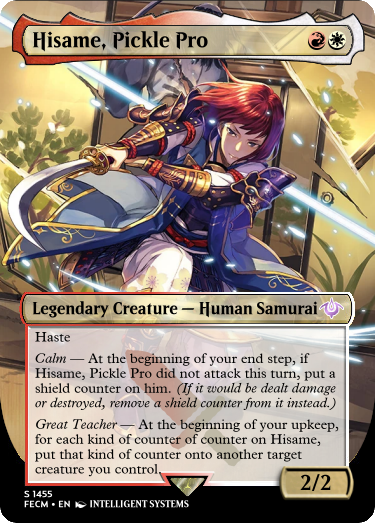 Hisame, Pickle Pro
Legendary Creature — Human Samurai
Haste
Calm — At the beginning of your end step, if
Hisame, Pickle Pro did not attack this turn, put a
shield counter on him. (If it would be dealt damage
or destroyed, remove a shield counter from it instead.)
Great Teacher — At the beginning of your upkeep,
for each kind of counter of counter on Hisame,
put that kind of counter onto another target
creature you control.
2/2
S 1455
FECM • EN INTELLIGENT SYSTEMS